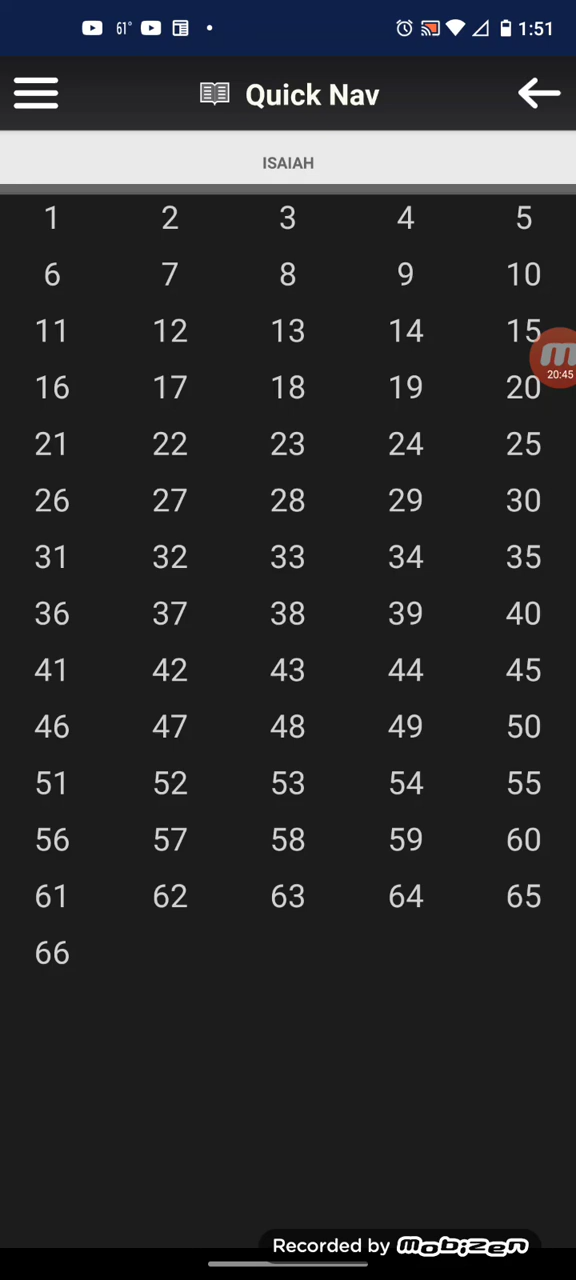 61° 1:51
Quick Nav
ISAIAH
1 2 3 4 5
6 7 8 9 10
11 12 13 14 15
20:45
16 17 18 19 20
21 22 23 24 25
26 27 28 29 30
31 32 33 34 35
36 37 38 39 40
41 42 43 44 45
46 47 48 49 50
51 52 53 54 55
56 57 58 59 60
61 62 63 64 65
66
Recorded by mobizen